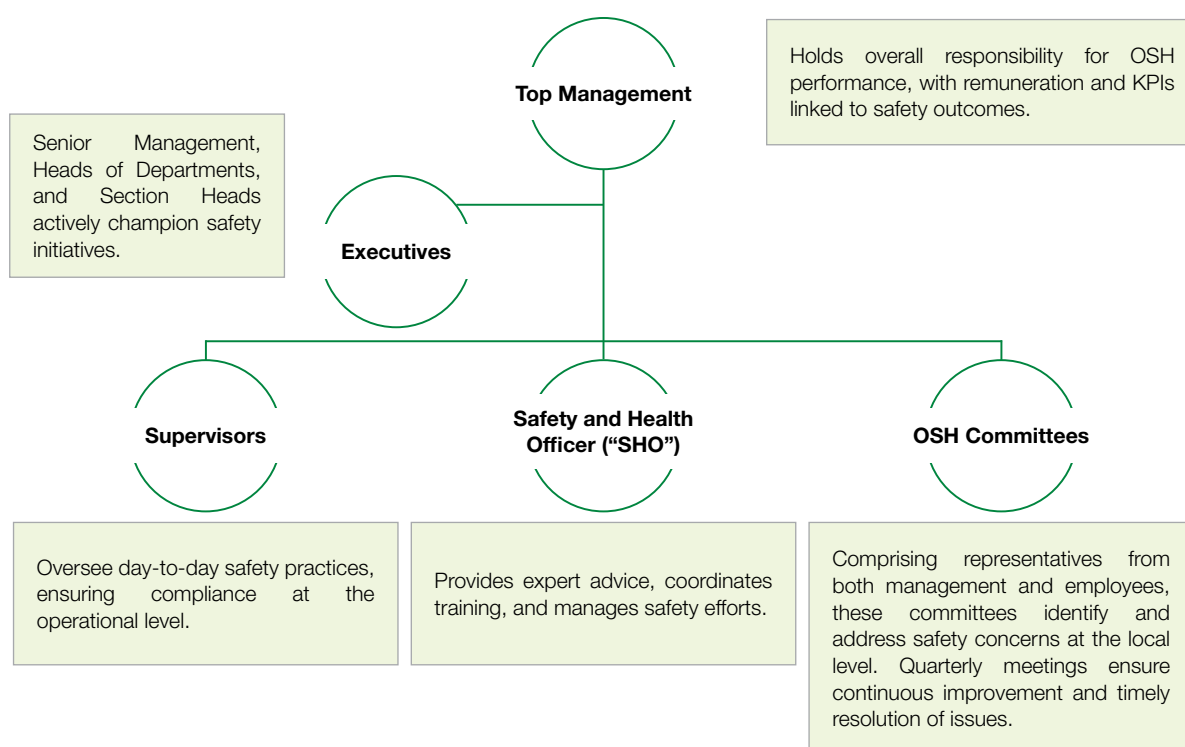 Top Management
Holds overall responsibility for OSH
performance, with remuneration and KPIs
linked to safety outcomes.
Senior Management,
Heads of Departments,
and Section Heads
actively champion safety
initiatives.
Executives
Supervisors
Safety and Health
Officer (“SHO”)
OSH Committees
Oversee day-to-day safety practices,
ensuring compliance at the
operational level.
Provides expert advice, coordinates
training, and manages safety efforts.
Comprising representatives from
both management and employees,
these committees identify and
address safety concerns at the local
level. Quarterly meetings ensure
continuous improvement and timely
resolution of issues.